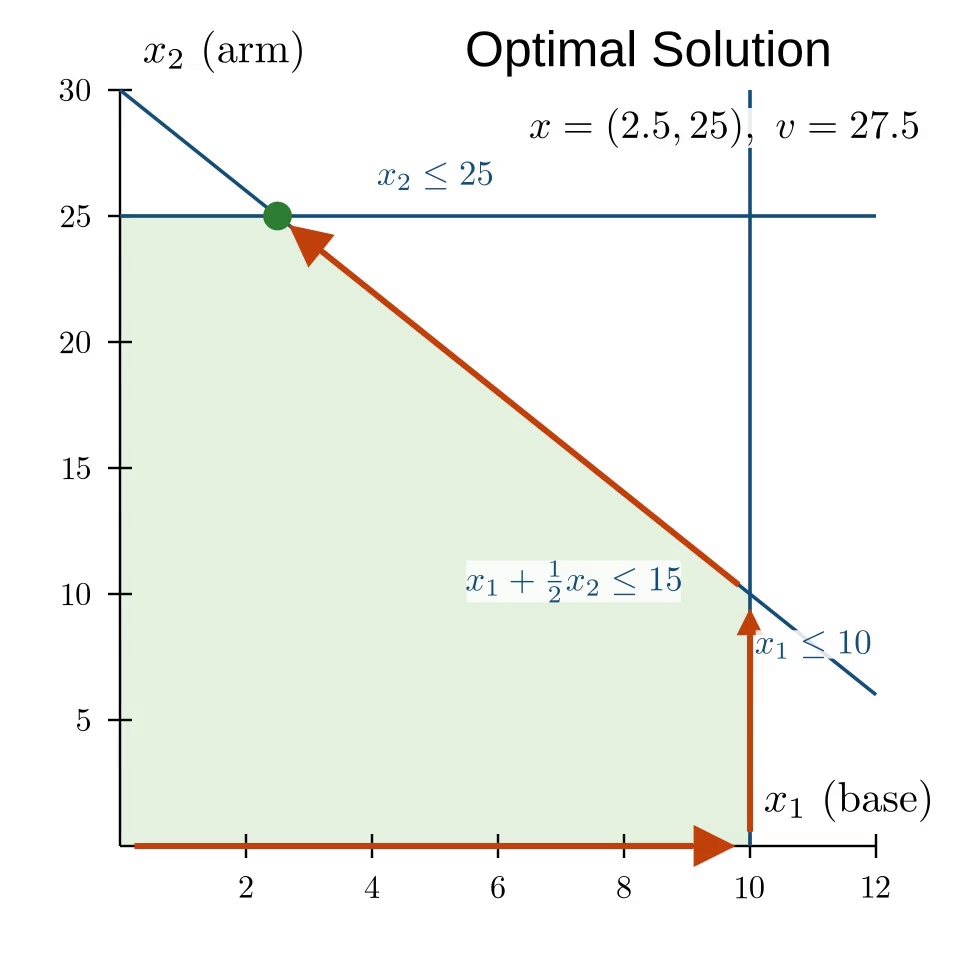 x₂ (arm)
Optimal Solution
x = (2.5, 25), v = 27.5
x₂ ≤ 25
x₁ + ½x₂ ≤ 15
x₁ ≤ 10
x₁ (base)
30
25
20
15
10
5
2 4 6 8 10 12